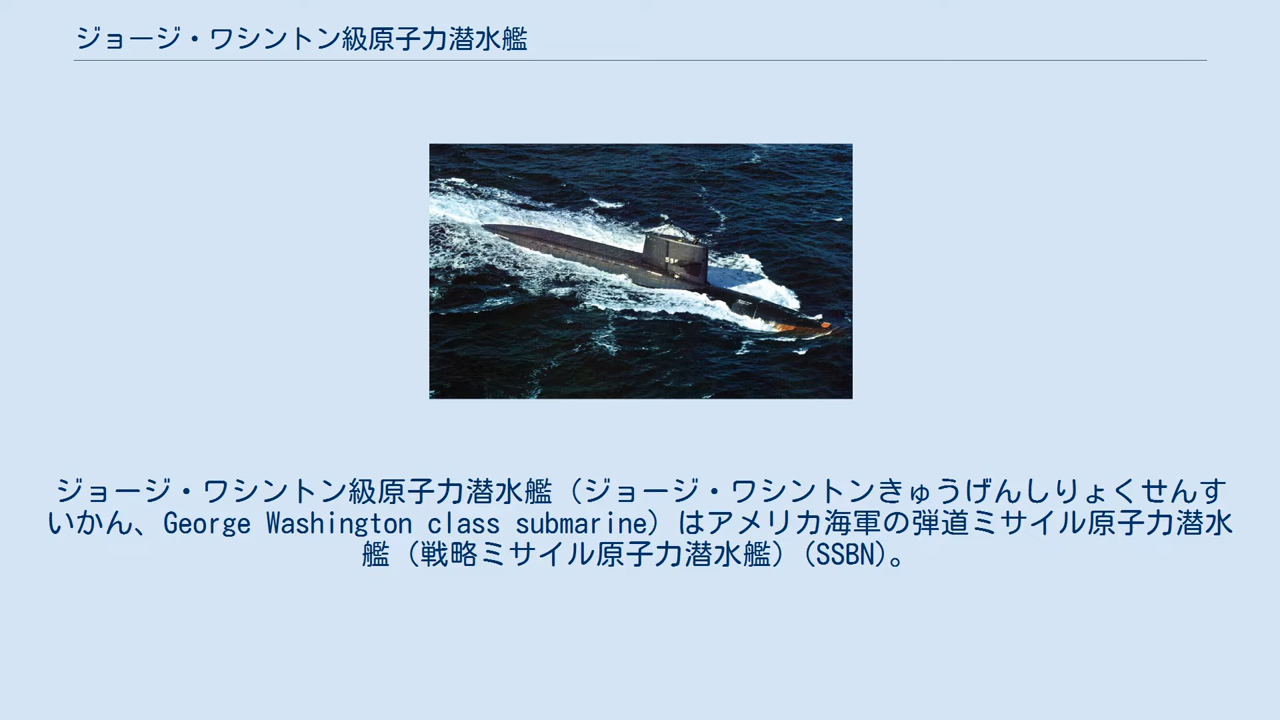 ジョージ・ワシントン級原子力潜水艦
ジョージ・ワシントン級原子力潜水艦（ジョージ・ワシントンきゅうげんしりょくせんす
いかん、George Washington class submarine）はアメリカ海軍の弾道ミサイル原子力潜水
艦（戦略ミサイル原子力潜水艦）(SSBN)。